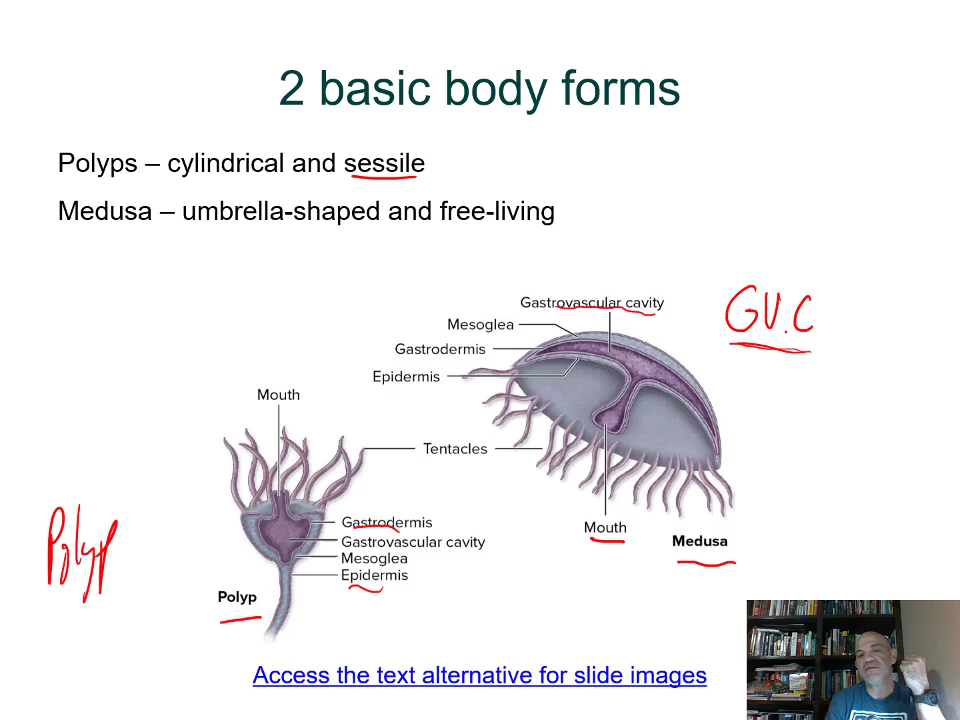 2 basic body forms
Polyps – cylindrical and sessile
Medusa – umbrella-shaped and free-living
Gastrovascular cavity
GV.C
Mesoglea
Gastrodermis
Epidermis
Mouth
Tentacles
Polyp
Gastrodermis
Gastrovascular cavity
Mesoglea
Epidermis
Mouth
Medusa
Polyp
Access the text alternative for slide images